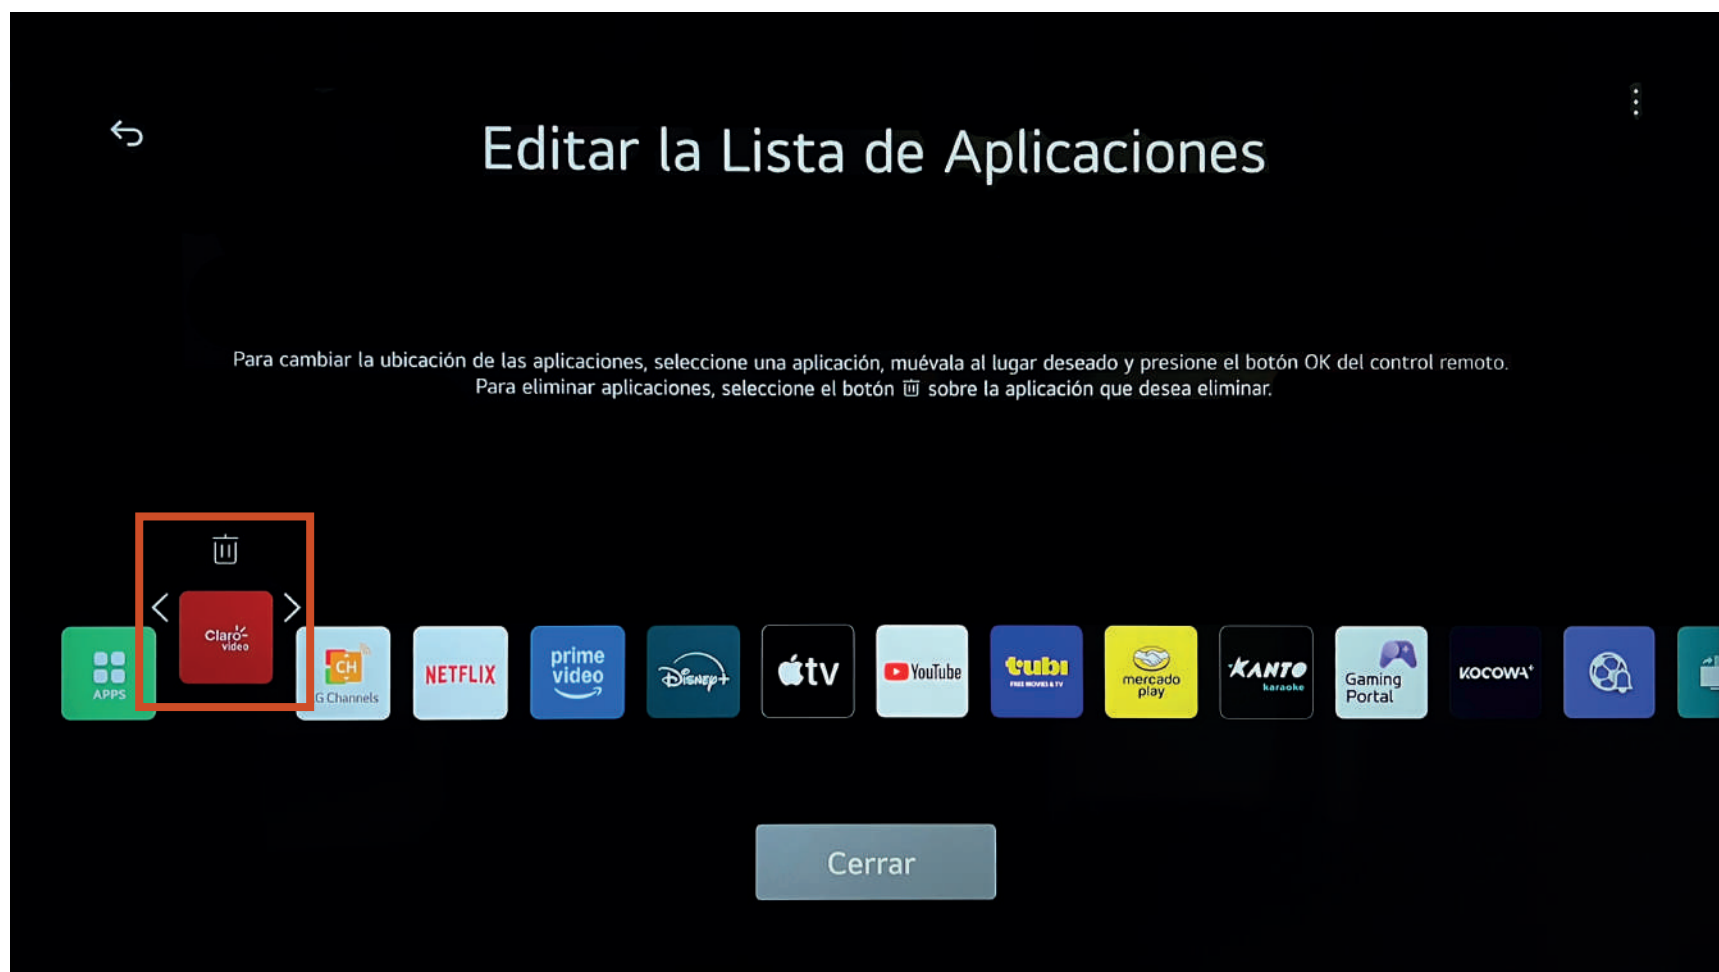 Editar la Lista de Aplicaciones
Para cambiar la ubicación de las aplicaciones, seleccione una aplicación, muévala al lugar deseado y presione el botón OK del control remoto.
Para eliminar aplicaciones, seleccione el botón sobre la aplicación que desea eliminar.
APPS
Claro
video
CH
G Channels
NETFLIX
prime
video
Disney+
tv
YouTube
tubi
FREE MOVIES & TV
mercado
play
KANTO
karaoke
Gaming
Portal
KOCOWA+
Cerrar